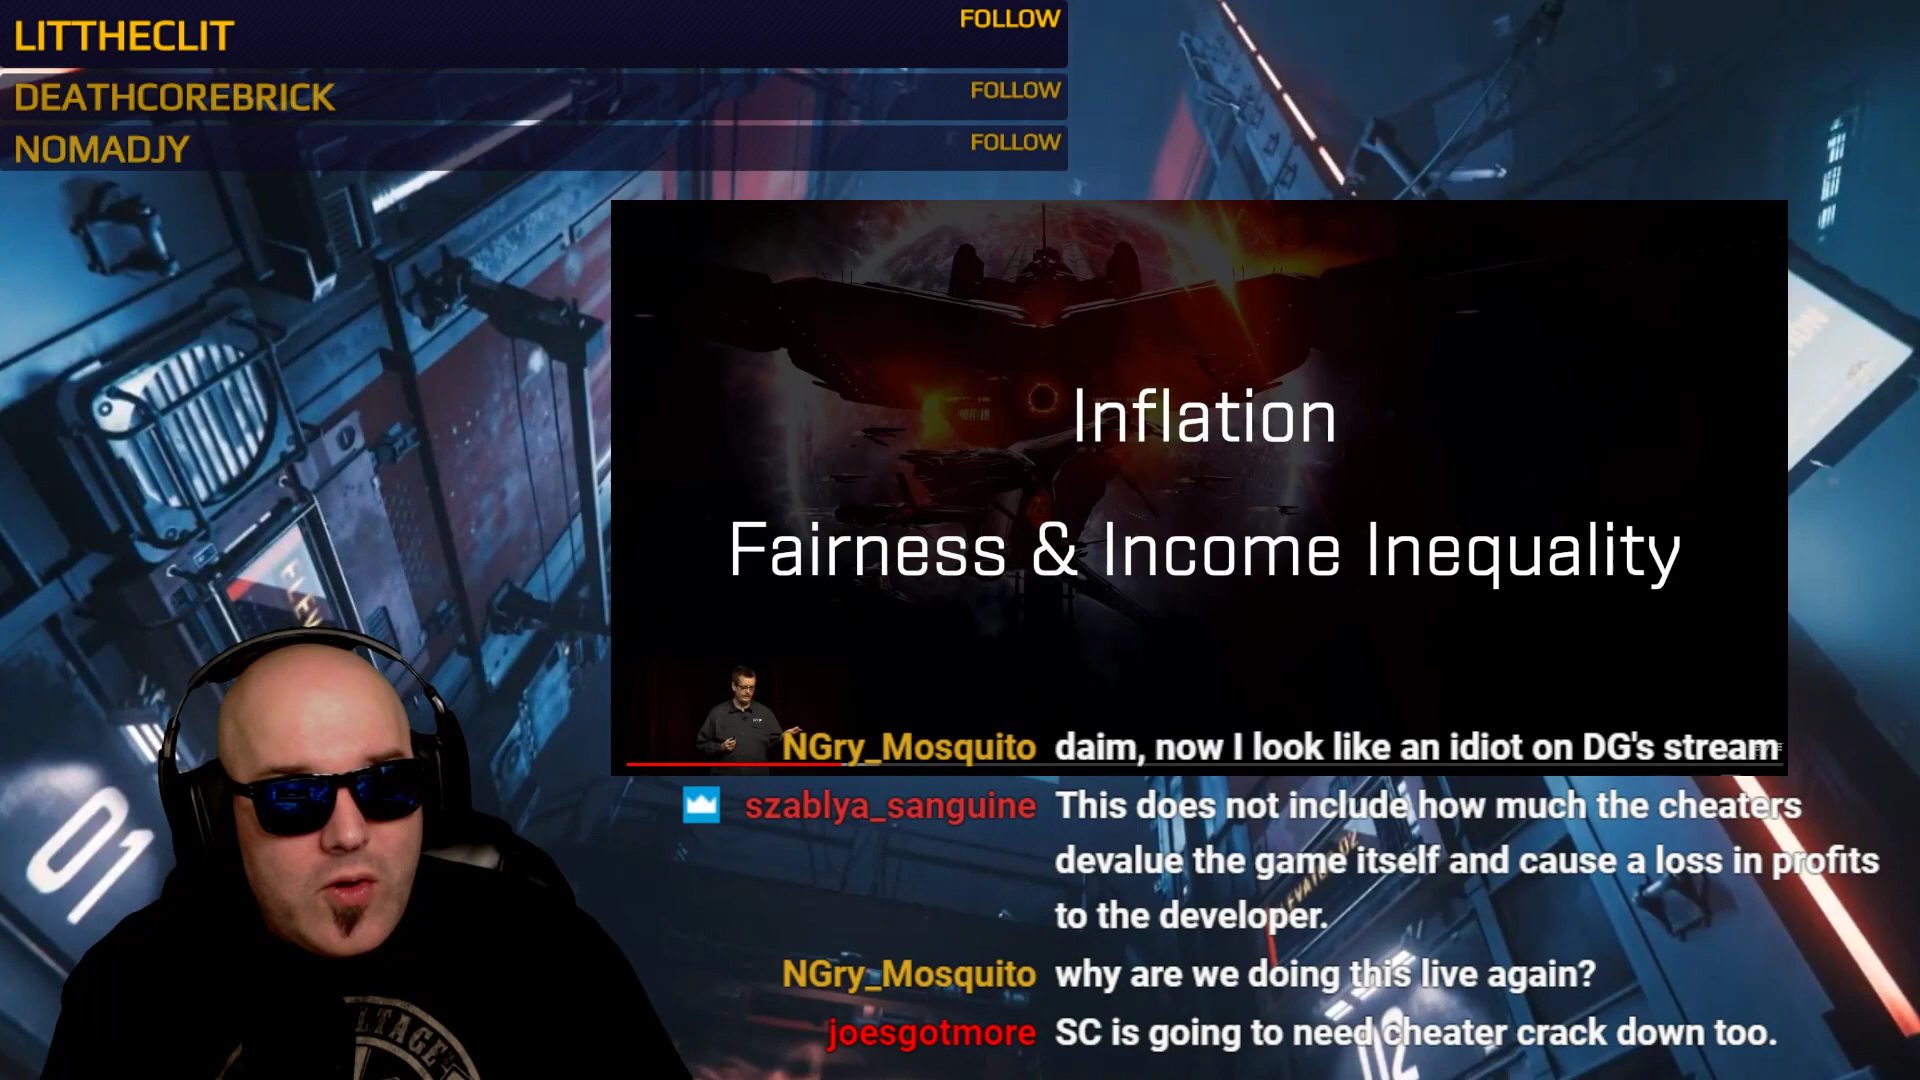 LITTHECLIT FOLLOW
DEATHCOREBRICK FOLLOW
NOMADJY FOLLOW
Inflation
Fairness & Income Inequality
NGry_Mosquito daim, now I look like an idiot on DG's stream
szablya_sanguine This does not include how much the cheaters
devalue the game itself and cause a loss in profits
to the developer.
NGry_Mosquito why are we doing this live again?
joesgotmore SC is going to need cheater crack down too.
01
02